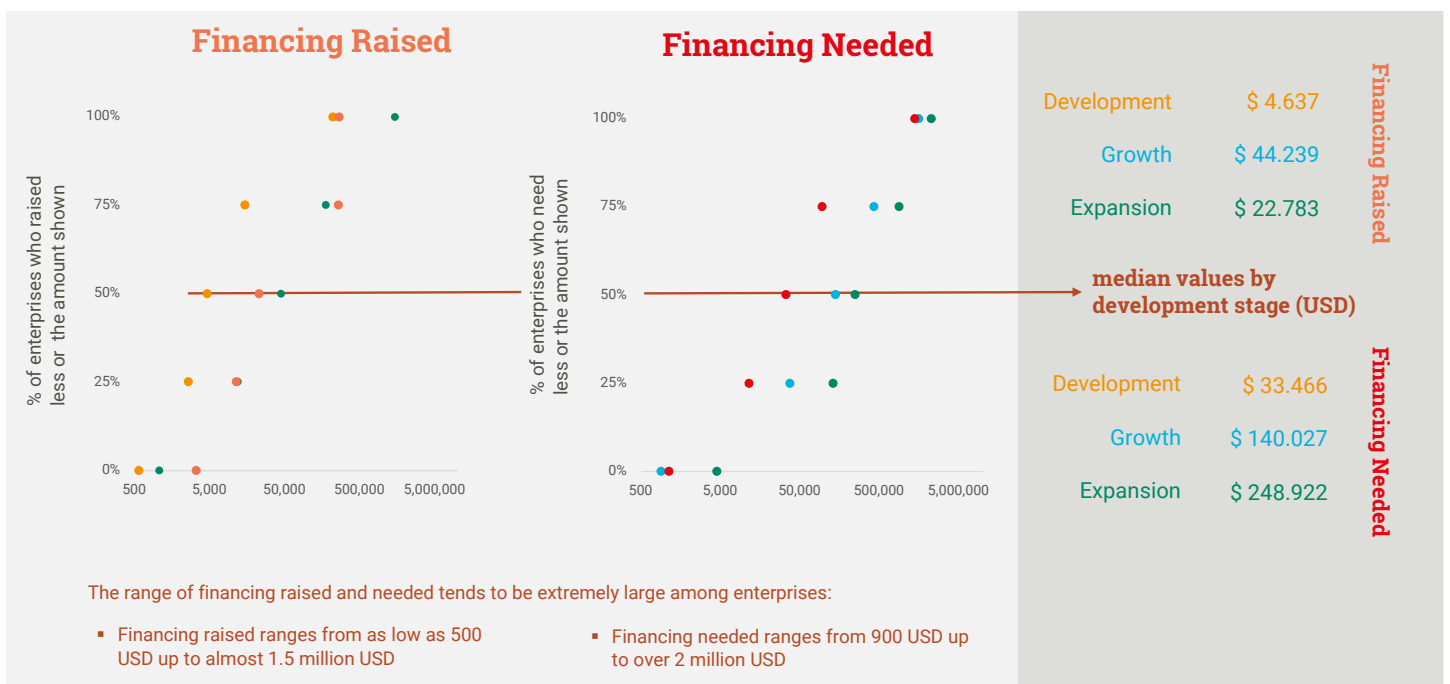 Financing Raised
% of enterprises who raised
less or the amount shown
100%
75%
50%
25%
0%
500
5,000
50,000
500,000
5,000,000
Financing Needed
% of enterprises who need
less or the amount shown
100%
75%
50%
25%
0%
500
5,000
50,000
500,000
5,000,000
Financing Raised
Development $ 4.637
Growth $ 44.239
Expansion $ 22.783
median values by
development stage (USD)
Financing Needed
Development $ 33.466
Growth $ 140.027
Expansion $ 248.922
The range of financing raised and needed tends to be extremely large among enterprises:
▪ Financing raised ranges from as low as 500
USD up to almost 1.5 million USD
▪ Financing needed ranges from 900 USD up
to over 2 million USD